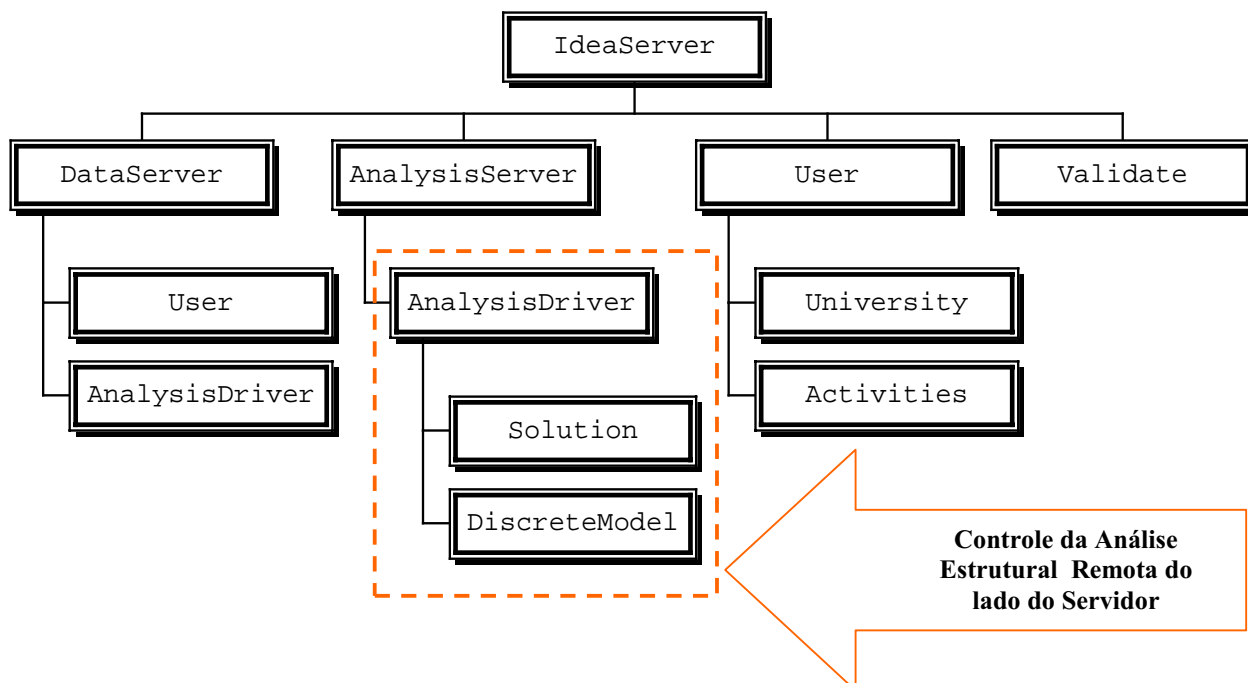 IdeaServer
DataServer
AnalysisServer
User
Validate
User
AnalysisDriver
University
AnalysisDriver
Activities
Solution
DiscreteModel
Controle da Análise
Estrutural Remota do
lado do Servidor